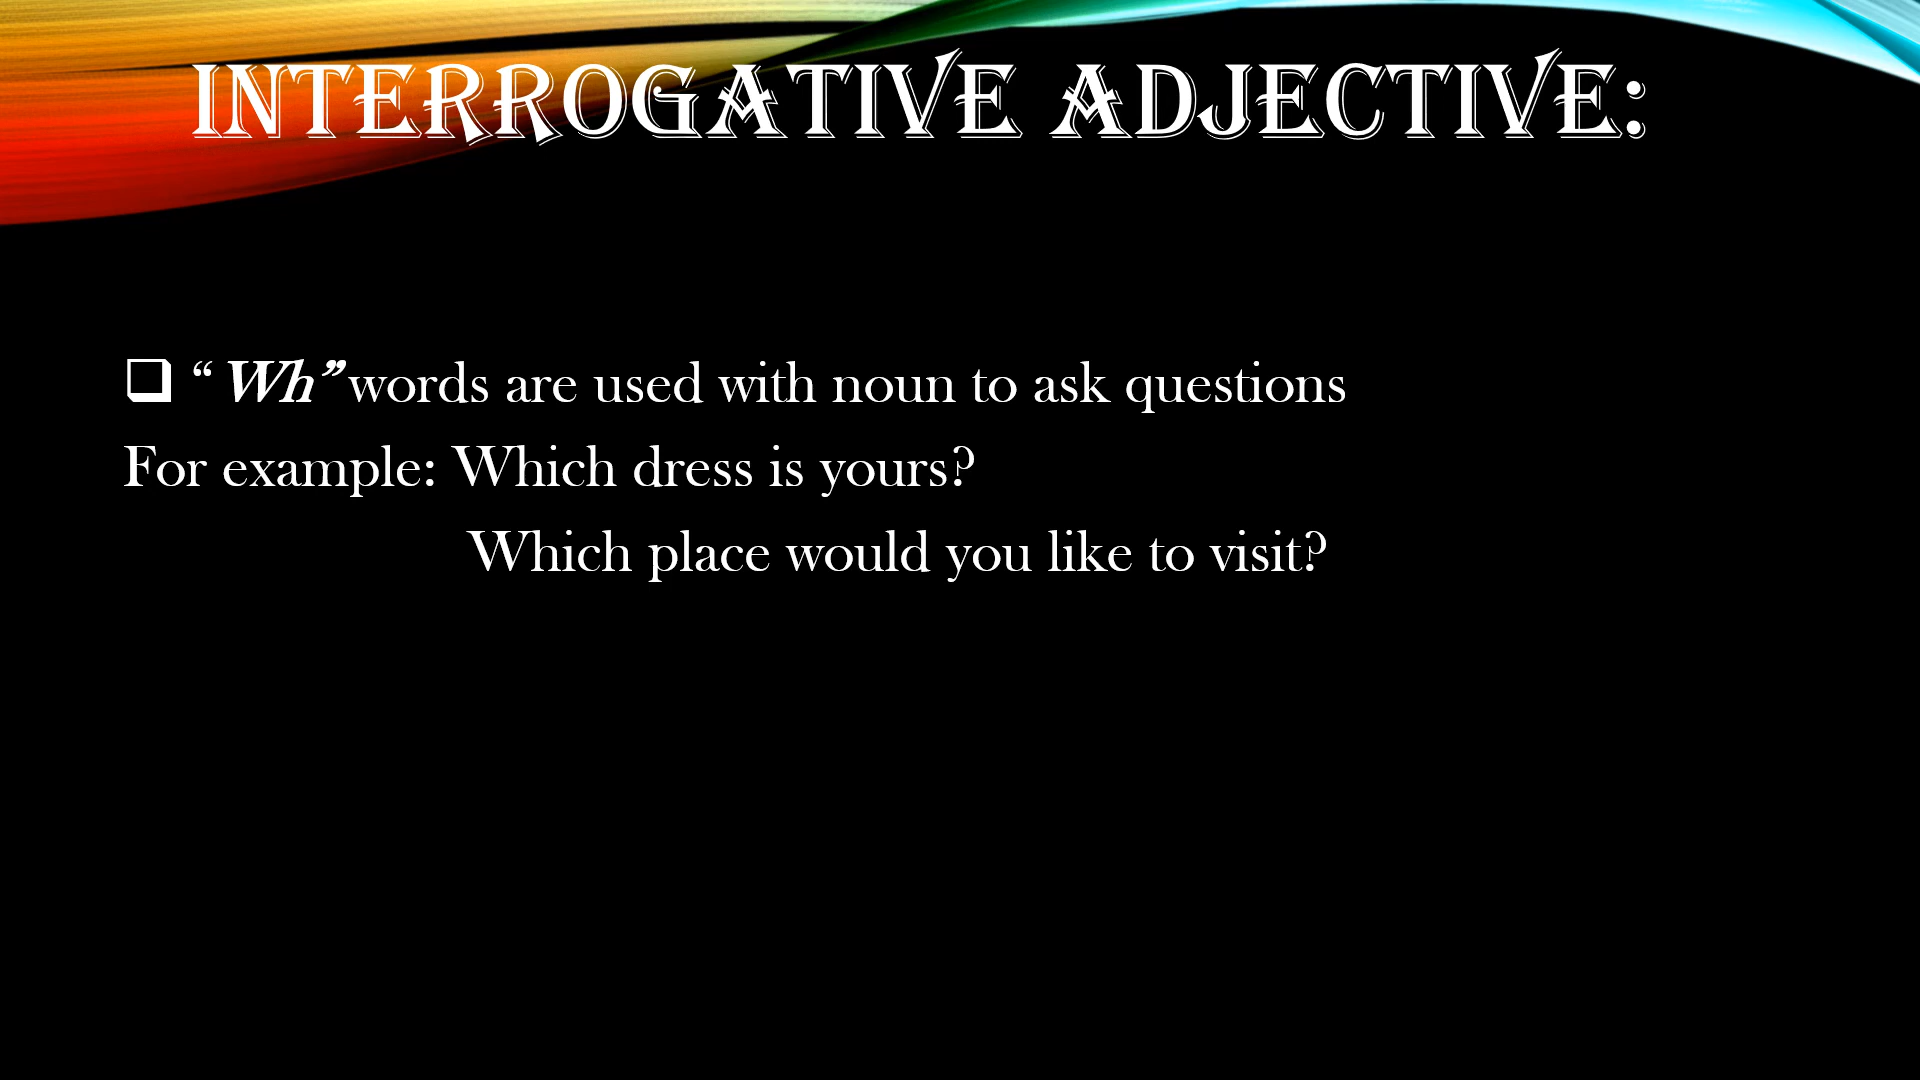 INTERROGATIVE ADJECTIVE:
❑ “Wh” words are used with noun to ask questions
For example: Which dress is yours?
Which place would you like to visit?